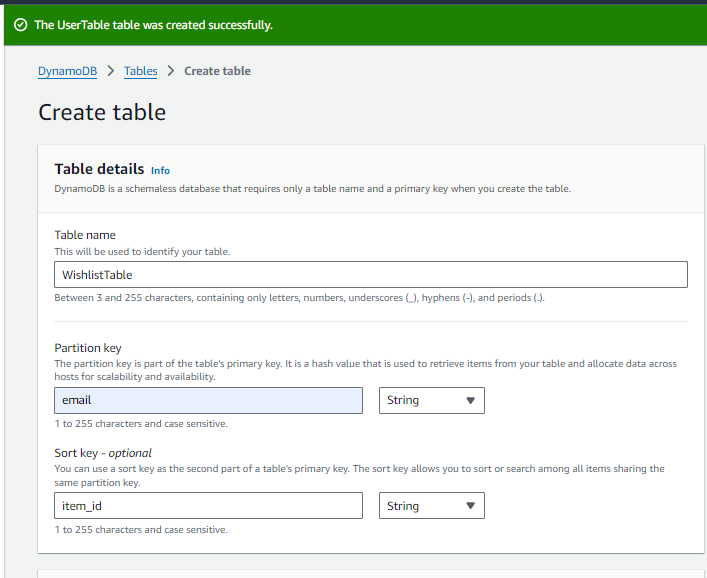 The UserTable table was created successfully.
DynamoDB > Tables > Create table
Create table
Table details Info
DynamoDB is a schemaless database that requires only a table name and a primary key when you create the table.
Table name
This will be used to identify your table.
WishlistTable
Between 3 and 255 characters, containing only letters, numbers, underscores (_), hyphens (-), and periods (.).
Partition key
The partition key is part of the table's primary key. It is a hash value that is used to retrieve items from your table and allocate data across
hosts for scalability and availability.
email String
1 to 255 characters and case sensitive.
Sort key - optional
You can use a sort key as the second part of a table's primary key. The sort key allows you to sort or search among all items sharing the
same partition key.
item_id String
1 to 255 characters and case sensitive.